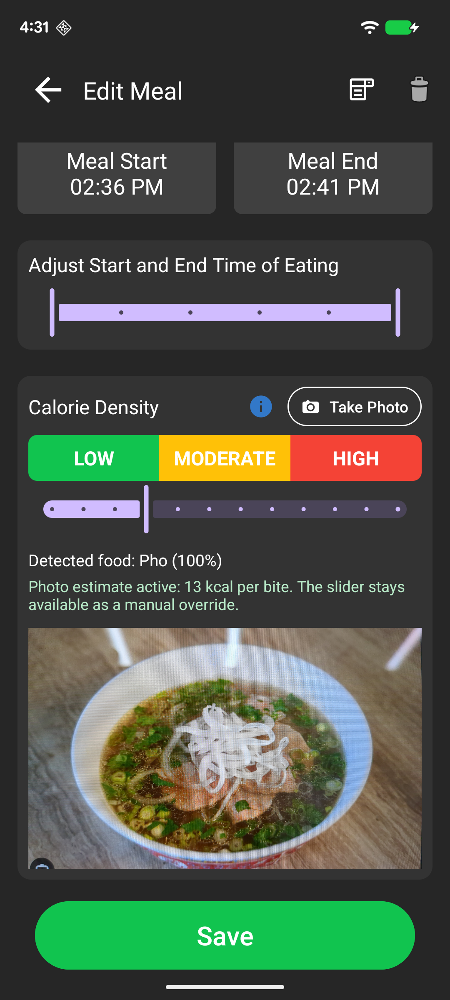 4:31
Edit Meal
Meal Start
02:36 PM
Meal End
02:41 PM
Adjust Start and End Time of Eating
Calorie Density
Take Photo
LOW
MODERATE
HIGH
Detected food: Pho (100%)
Photo estimate active: 13 kcal per bite. The slider stays
available as a manual override.
Save